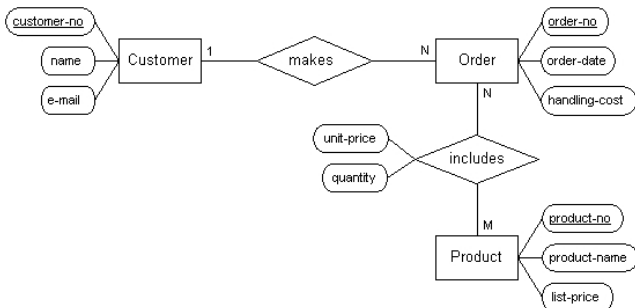 customer-no
name
e-mail
Customer
1
makes
N
Order
order-no
order-date
handling-cost
N
unit-price
quantity
includes
M
Product
product-no
product-name
list-price